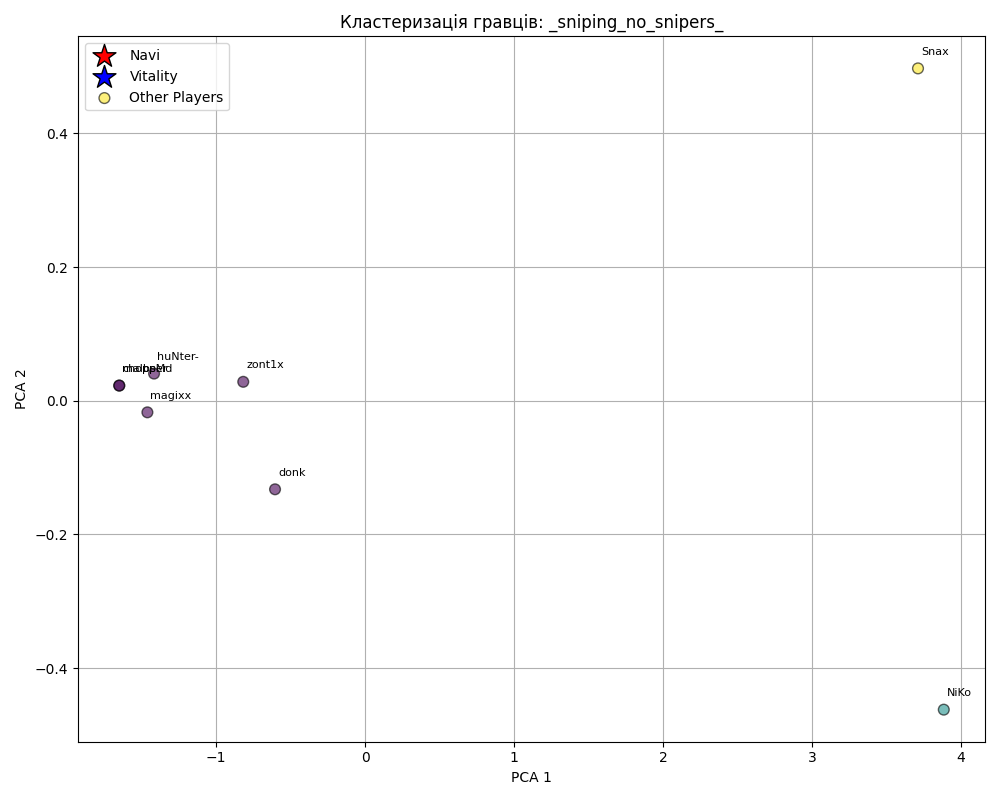 Кластеризація гравців: _sniping_no_snipers_
Navi
Vitality
Other Players
Snax
huNter-
zont1x
magixx
donk
NiKo
0.4
0.2
0.0
−0.2
−0.4
PCA 2
−1
0
1
2
3
4
PCA 1